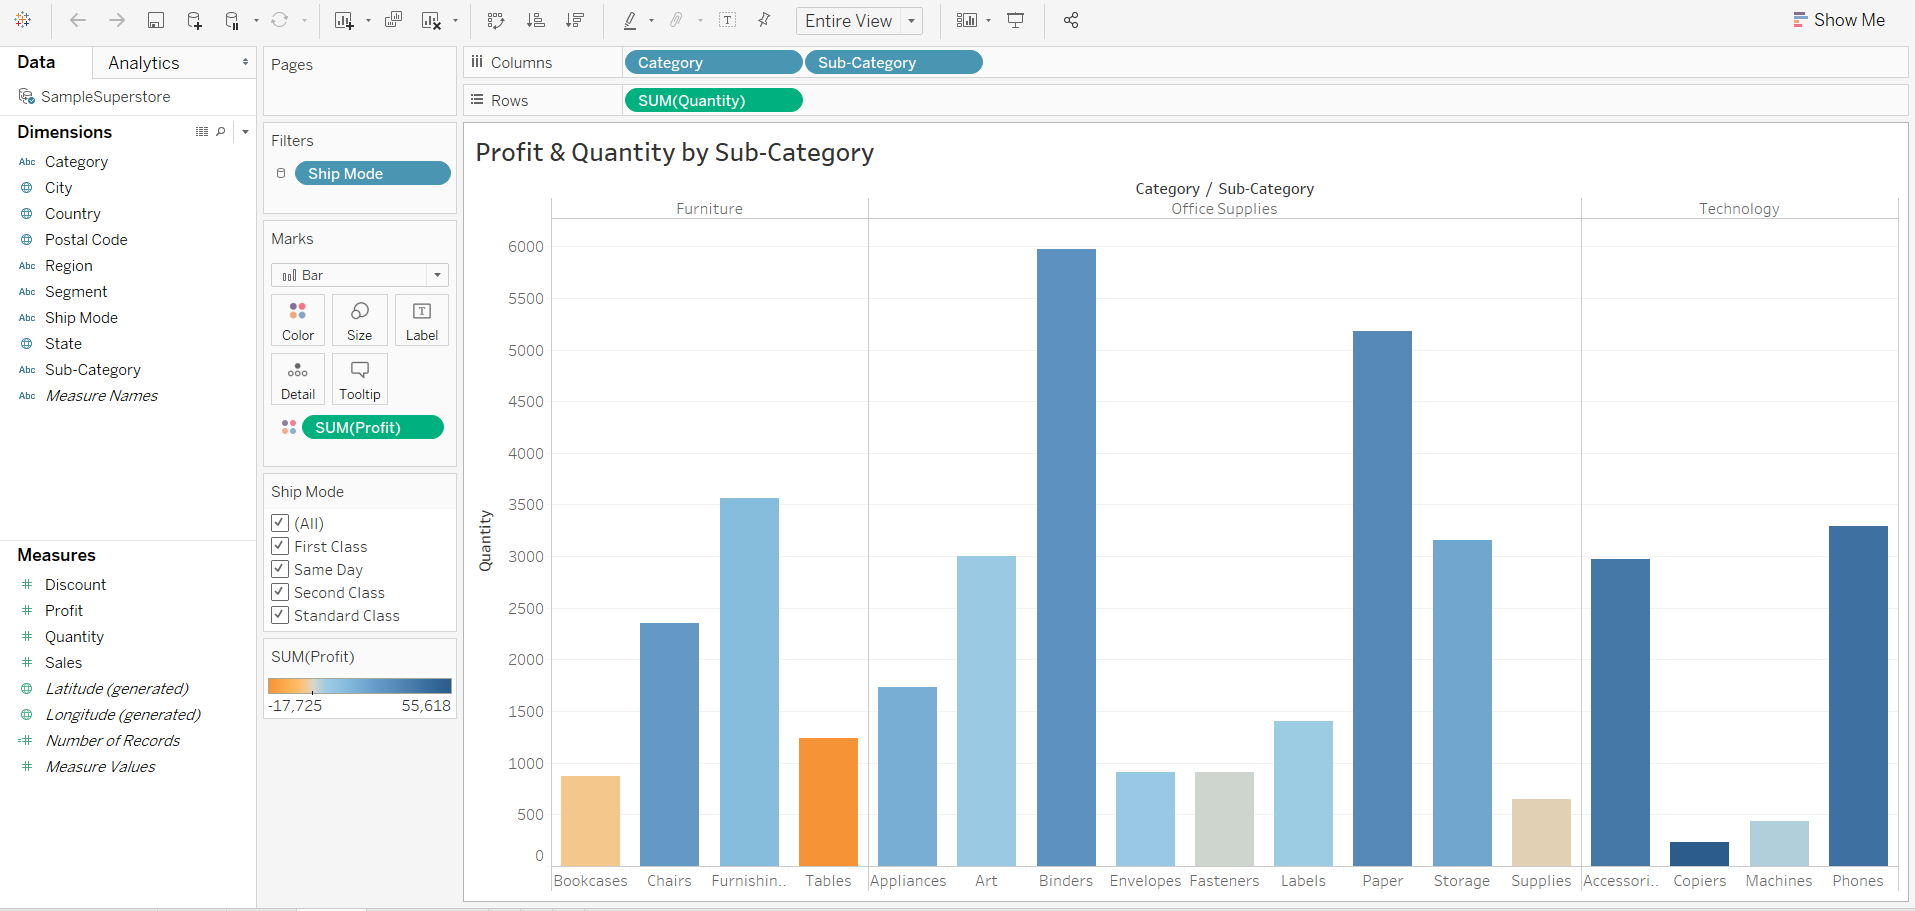 Entire View
Show Me
Data
Analytics
SampleSuperstore
Dimensions
Abc Category
City
Country
Postal Code
Abc Region
Abc Segment
Abc Ship Mode
State
Abc Sub-Category
Abc Measure Names
Measures
# Discount
# Profit
# Quantity
# Sales
Latitude (generated)
Longitude (generated)
=# Number of Records
# Measure Values
Pages
Filters
Ship Mode
Marks
Bar
Color Size Label
Detail Tooltip
SUM(Profit)
Ship Mode
(All)
First Class
Same Day
Second Class
Standard Class
SUM(Profit)
-17,725 55,618
Columns Category Sub-Category
Rows SUM(Quantity)
Profit & Quantity by Sub-Category
Category / Sub-Category
Furniture Office Supplies Technology
Quantity
6000
5500
5000
4500
4000
3500
3000
2500
2000
1500
1000
500
0
Bookcases Chairs Furnishin.. Tables Appliances Art Binders Envelopes Fasteners Labels Paper Storage Supplies Accessori.. Copiers Machines Phones